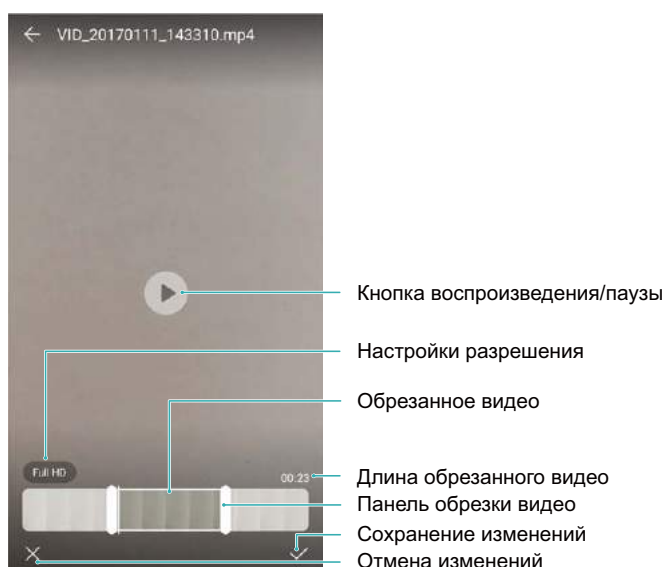 VID_20170111_143310.mp4
Кнопка воспроизведения/паузы
Настройки разрешения
Обрезанное видео
Full HD
00:23
Длина обрезанного видео
Панель обрезки видео
Сохранение изменений
Отмена изменений